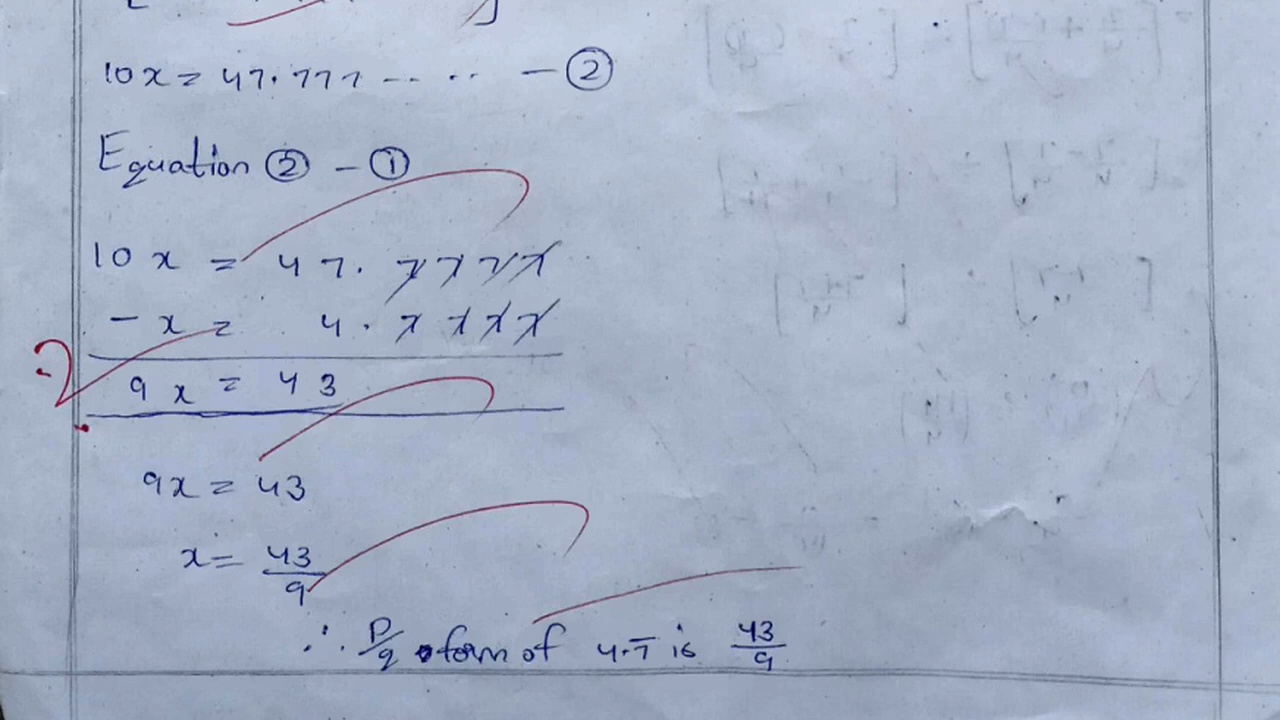 10x = 47.777 -- ·· — ②
Equation ② - ①
10x = 47.7777
- x = 4.7777
9x = 43
9x = 43
x = 43/9
∴ P/q form of 4.7̅ is 43/9